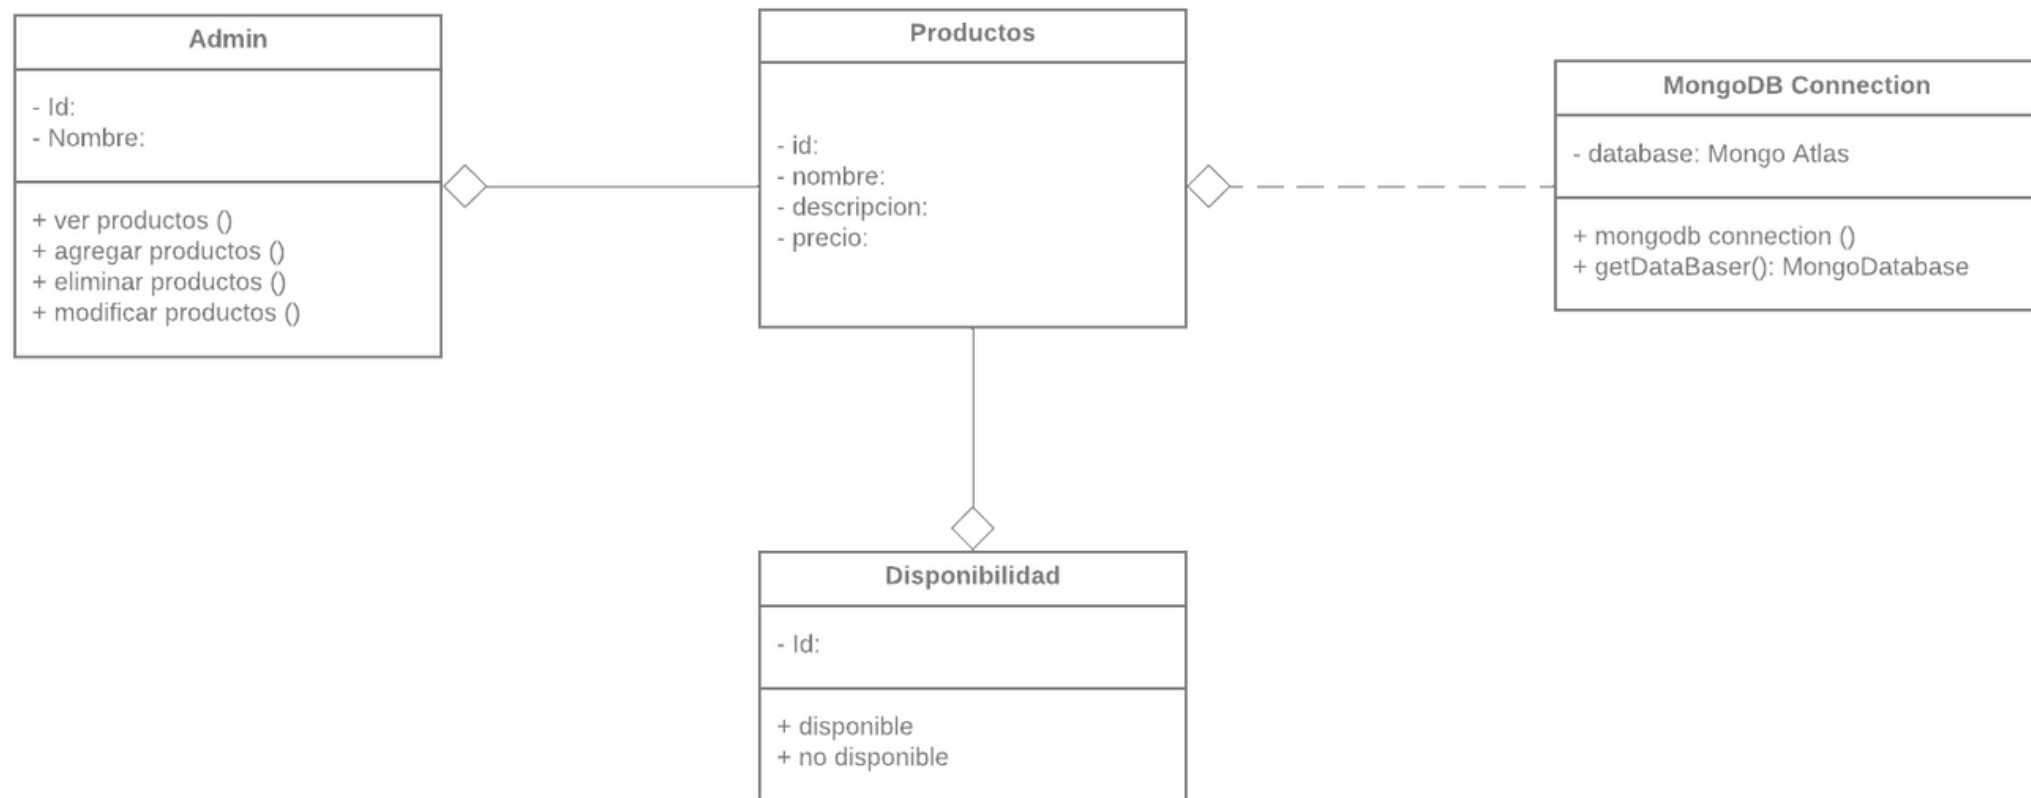 Admin
- Id:
- Nombre:
+ ver productos ()
+ agregar productos ()
+ eliminar productos ()
+ modificar productos ()
Productos
- id:
- nombre:
- descripcion:
- precio:
MongoDB Connection
- database: Mongo Atlas
+ mongodb connection ()
+ getDataBaser(): MongoDatabase
Disponibilidad
- Id:
+ disponible
+ no disponible